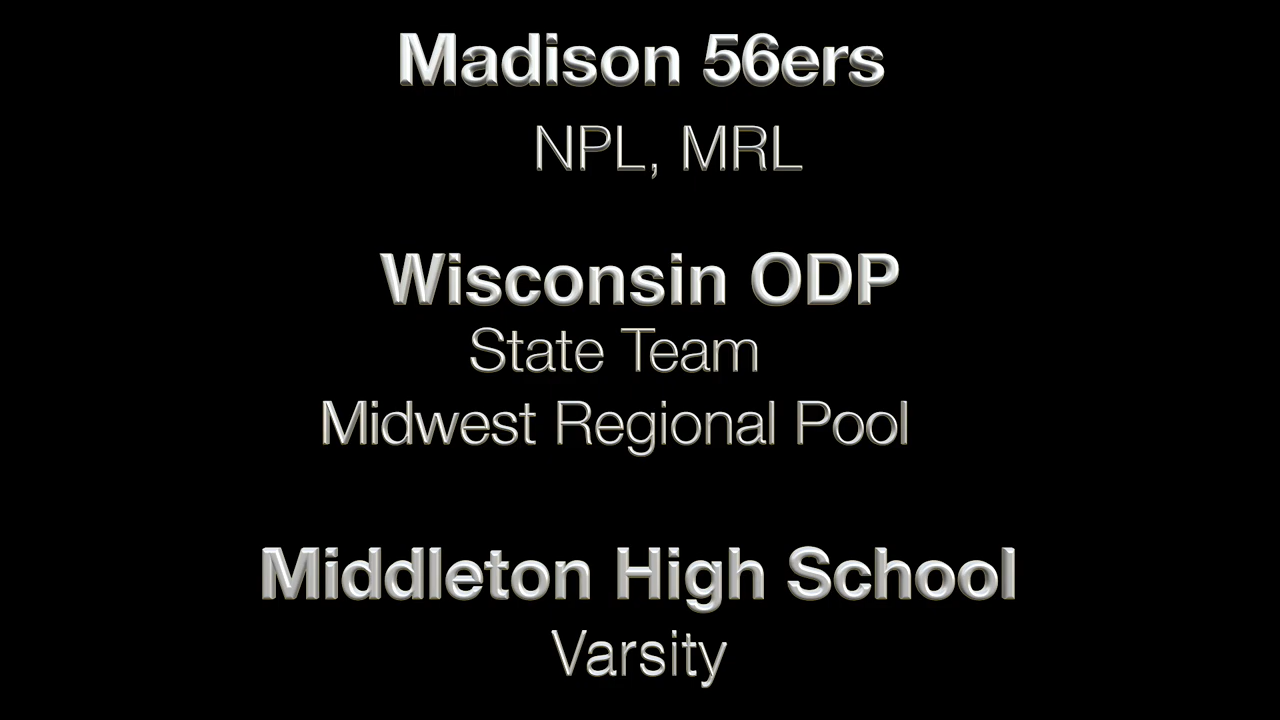 Madison 56ers
NPL, MRL
Wisconsin ODP
State Team
Midwest Regional Pool
Middleton High School
Varsity